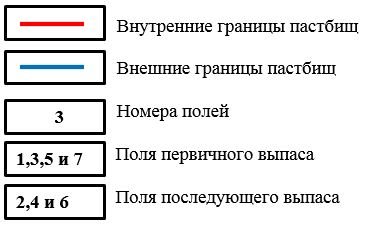 Внутренние границы пастбищ
Внешние границы пастбищ
3 Номера полей
1,3,5 и 7 Поля первичного выпаса
2,4 и 6 Поля последующего выпаса